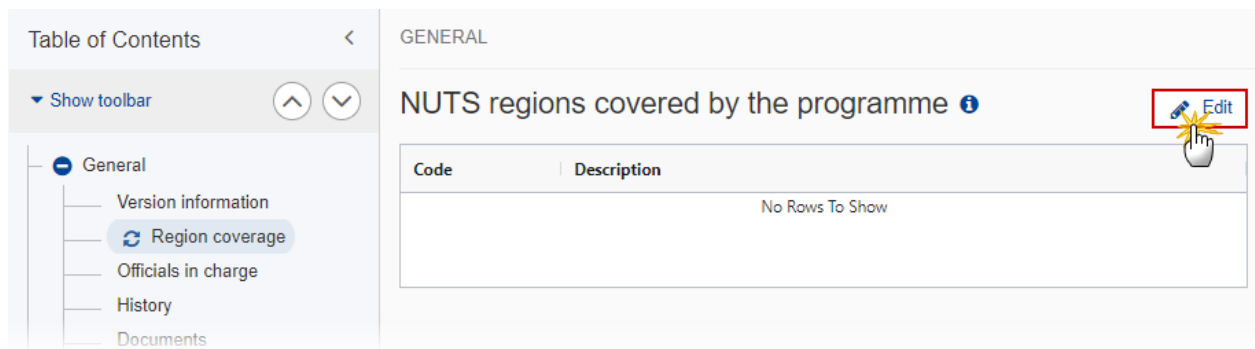 Table of Contents
Show toolbar
General
Version information
Region coverage
Officials in charge
History
Documents
GENERAL
NUTS regions covered by the programme
Edit
Code Description
No Rows To Show